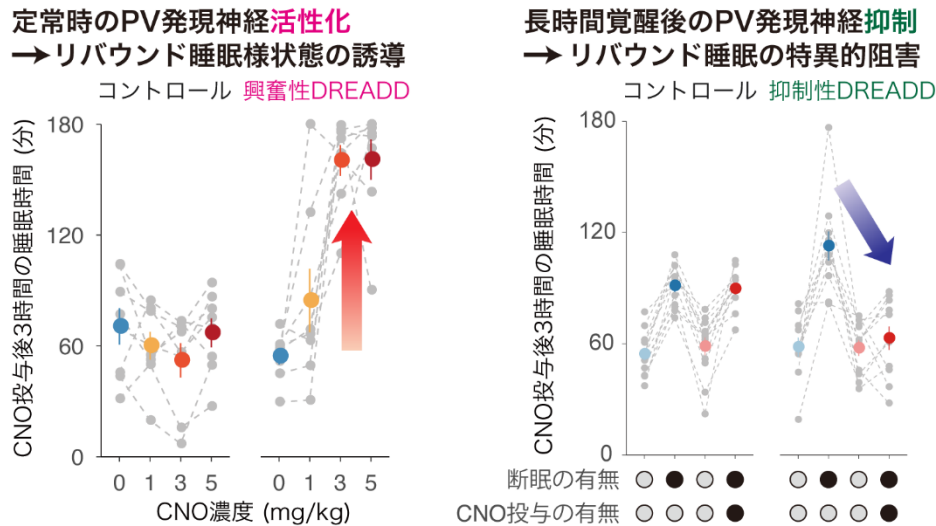 定常時のPV発現神経活性化
→ リバウンド睡眠様状態の誘導
コントロール 興奮性DREADD
CNO投与後3時間の睡眠時間 (分)
180
120
60
0
0 1 3 5 0 1 3 5
CNO濃度 (mg/kg)
長時間覚醒後のPV発現神経抑制
→ リバウンド睡眠の特異的阻害
コントロール 抑制性DREADD
CNO投与後3時間の睡眠時間 (分)
180
120
60
0
断眠の有無
CNO投与の有無